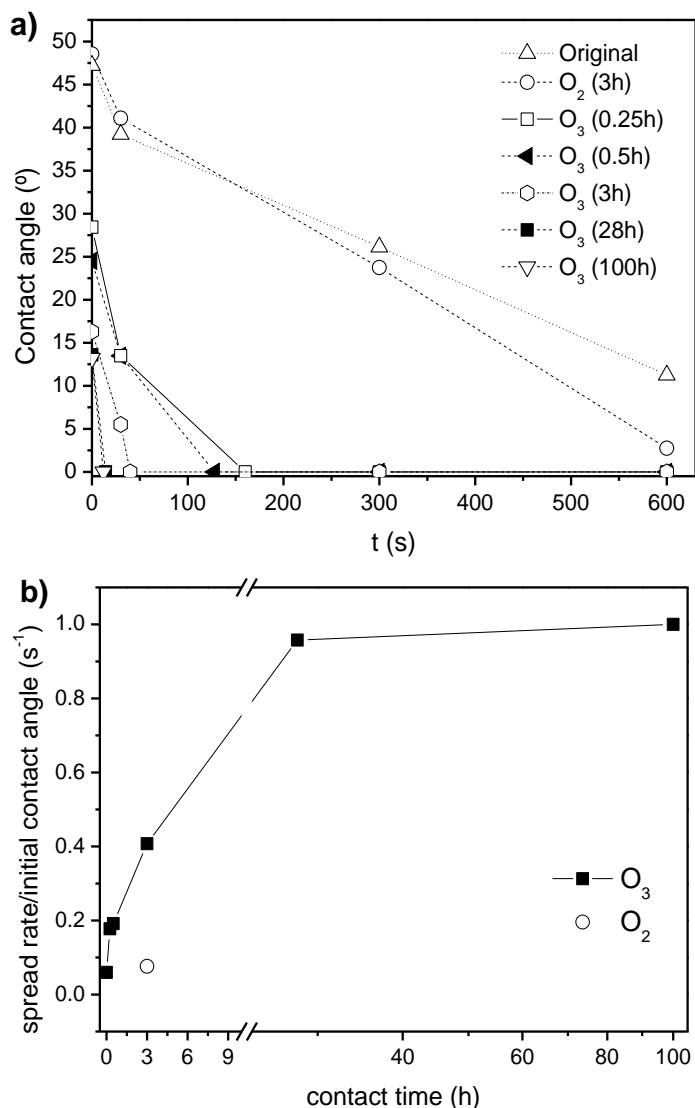 a)
50
45
40
35
30
25
20
15
10
5
0
Contact angle (º)
0 100 200 300 400 500 600
t (s)
Original
O2 (3h)
O3 (0.25h)
O3 (0.5h)
O3 (3h)
O3 (28h)
O3 (100h)
b)
1.0
0.8
0.6
0.4
0.2
0.0
spread rate/initial contact angle (s-1)
0 3 6 9 40 60 80 100
contact time (h)
O3
O2